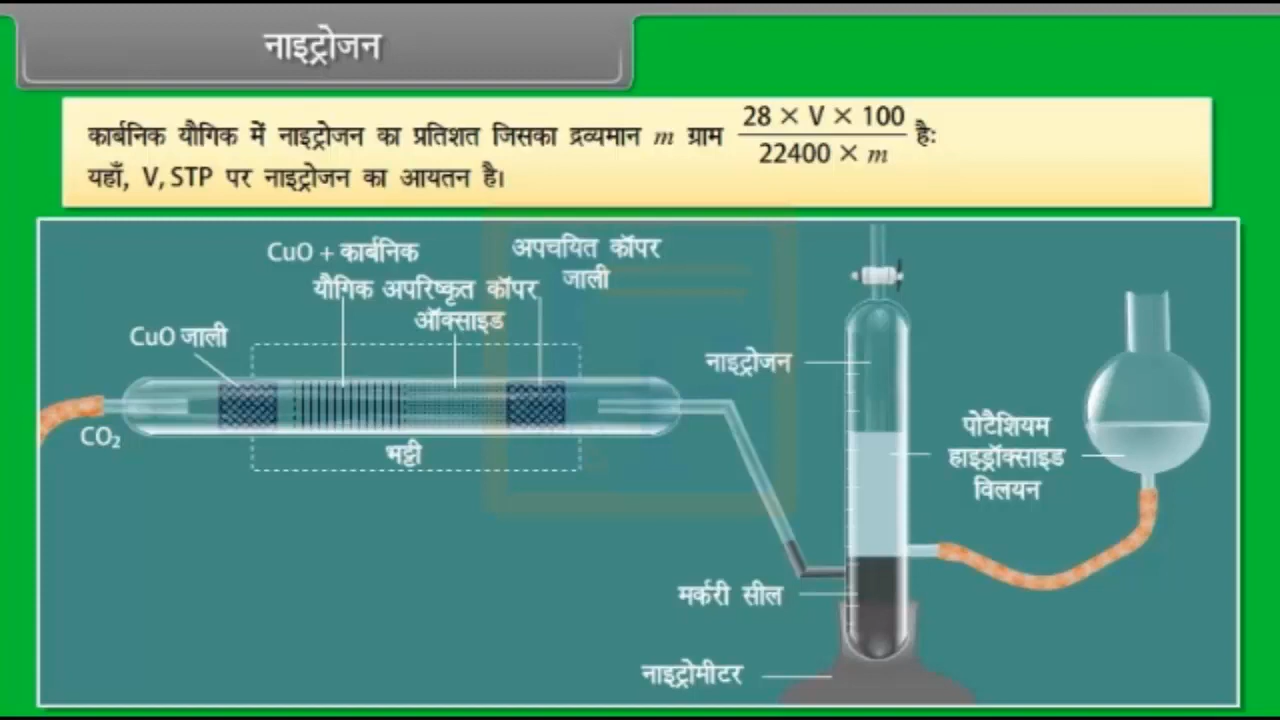 नाइट्रोजन
कार्बनिक यौगिक में नाइट्रोजन का प्रतिशत जिसका द्रव्यमान m ग्राम 28 × V × 100 / 22400 × m है:
यहाँ, V, STP पर नाइट्रोजन का आयतन है।
CuO + कार्बनिक
यौगिक अपरिष्कृत कॉपर
ऑक्साइड
अपचयित कॉपर
जाली
CuO जाली
CO₂
भट्टी
नाइट्रोजन
पोटैशियम
हाइड्रॉक्साइड
विलयन
मर्करी सील
नाइट्रोमीटर